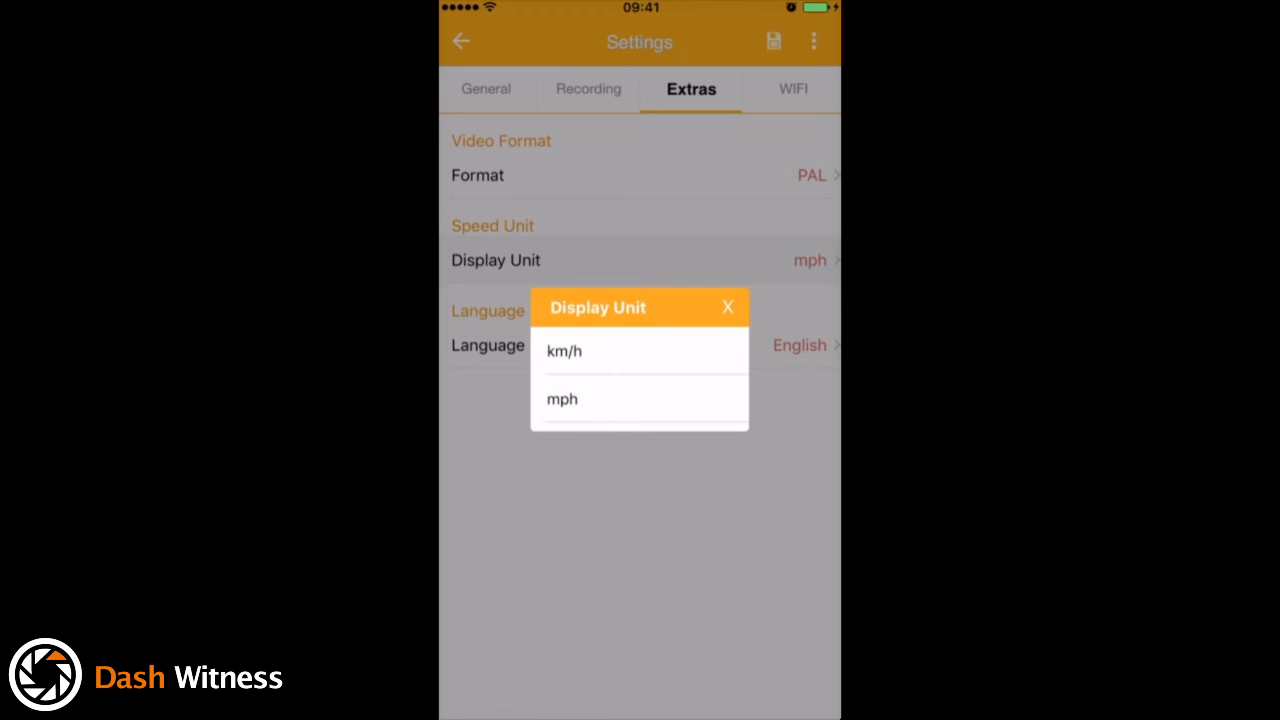 09:41
Settings
General Recording Extras WIFI
Video Format
Format PAL
Speed Unit
Display Unit mph
Display Unit X
Language
km/h
Language English
mph
Dash Witness